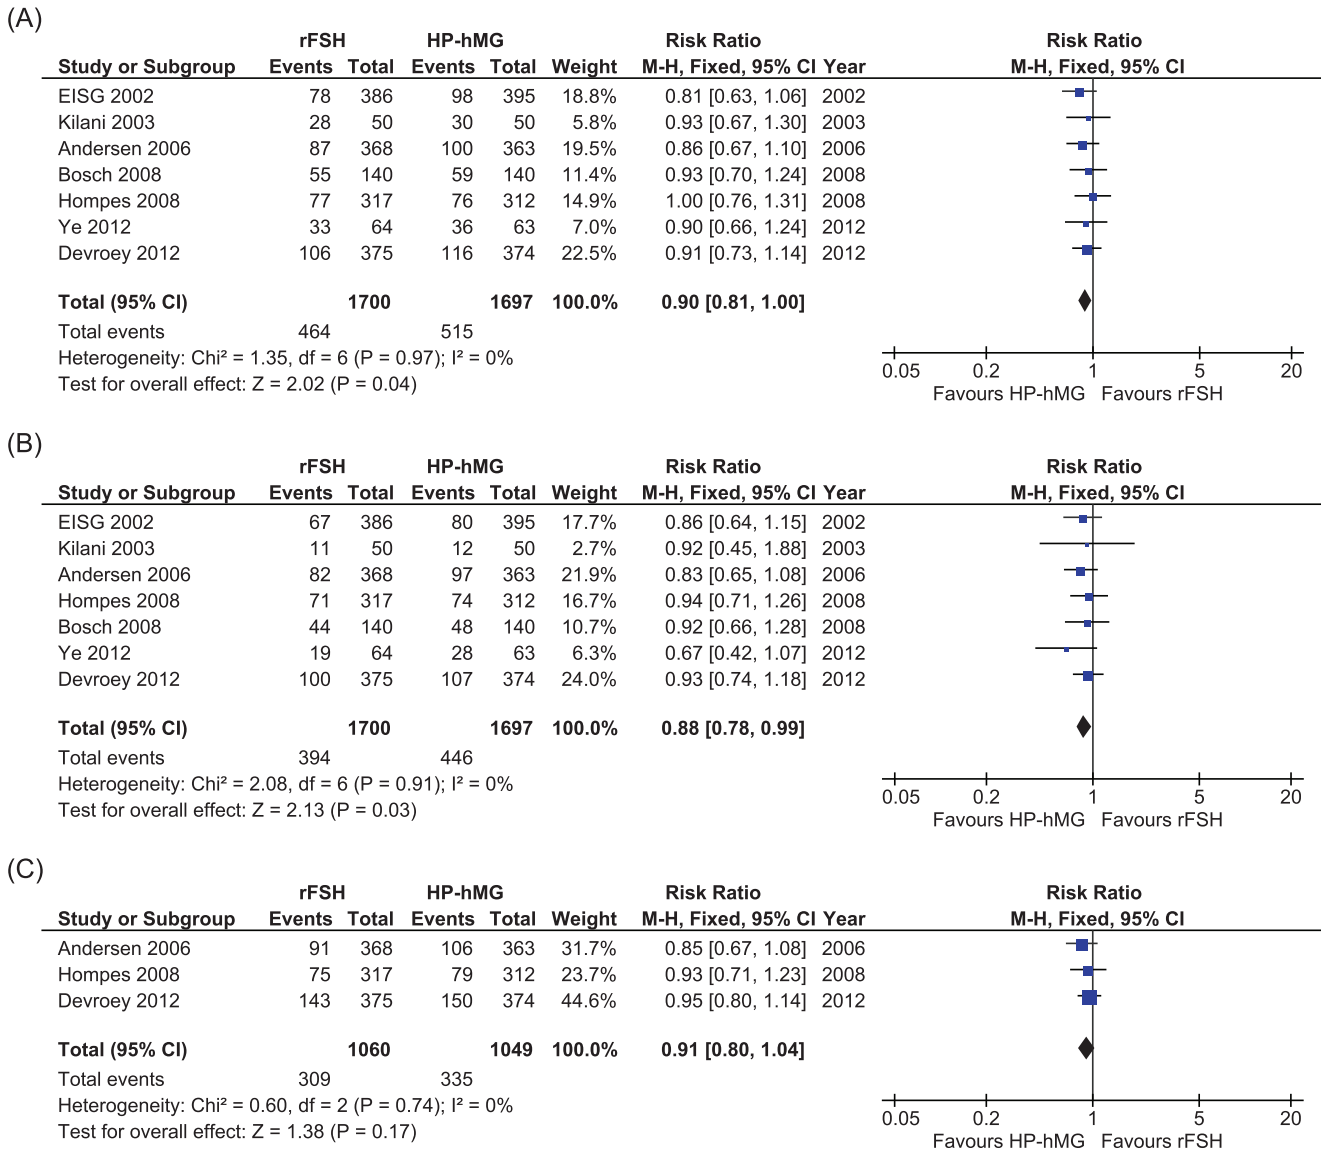 (A)
rFSH HP-hMG Risk Ratio Risk Ratio
Study or Subgroup Events Total Events Total Weight M-H, Fixed, 95% CI Year M-H, Fixed, 95% CI
EISG 2002 78 386 98 395 18.8% 0.81 [0.63, 1.06] 2002
Kilani 2003 28 50 30 50 5.8% 0.93 [0.67, 1.30] 2003
Andersen 2006 87 368 100 363 19.5% 0.86 [0.67, 1.10] 2006
Bosch 2008 55 140 59 140 11.4% 0.93 [0.70, 1.24] 2008
Hompes 2008 77 317 76 312 14.9% 1.00 [0.76, 1.31] 2008
Ye 2012 33 64 36 63 7.0% 0.90 [0.66, 1.24] 2012
Devroey 2012 106 375 116 374 22.5% 0.91 [0.73, 1.14] 2012
Total (95% CI) 1700 1697 100.0% 0.90 [0.81, 1.00]
Total events 464 515
Heterogeneity: Chi² = 1.35, df = 6 (P = 0.97); I² = 0%
Test for overall effect: Z = 2.02 (P = 0.04)
0.05 0.2 1 5 20
Favours HP-hMG Favours rFSH
(B)
rFSH HP-hMG Risk Ratio Risk Ratio
Study or Subgroup Events Total Events Total Weight M-H, Fixed, 95% CI Year M-H, Fixed, 95% CI
EISG 2002 67 386 80 395 17.7% 0.86 [0.64, 1.15] 2002
Kilani 2003 11 50 12 50 2.7% 0.92 [0.45, 1.88] 2003
Andersen 2006 82 368 97 363 21.9% 0.83 [0.65, 1.08] 2006
Hompes 2008 71 317 74 312 16.7% 0.94 [0.71, 1.26] 2008
Bosch 2008 44 140 48 140 10.7% 0.92 [0.66, 1.28] 2008
Ye 2012 19 64 28 63 6.3% 0.67 [0.42, 1.07] 2012
Devroey 2012 100 375 107 374 24.0% 0.93 [0.74, 1.18] 2012
Total (95% CI) 1700 1697 100.0% 0.88 [0.78, 0.99]
Total events 394 446
Heterogeneity: Chi² = 2.08, df = 6 (P = 0.91); I² = 0%
Test for overall effect: Z = 2.13 (P = 0.03)
0.05 0.2 1 5 20
Favours HP-hMG Favours rFSH
(C)
rFSH HP-hMG Risk Ratio Risk Ratio
Study or Subgroup Events Total Events Total Weight M-H, Fixed, 95% CI Year M-H, Fixed, 95% CI
Andersen 2006 91 368 106 363 31.7% 0.85 [0.67, 1.08] 2006
Hompes 2008 75 317 79 312 23.7% 0.93 [0.71, 1.23] 2008
Devroey 2012 143 375 150 374 44.6% 0.95 [0.80, 1.14] 2012
Total (95% CI) 1060 1049 100.0% 0.91 [0.80, 1.04]
Total events 309 335
Heterogeneity: Chi² = 0.60, df = 2 (P = 0.74); I² = 0%
Test for overall effect: Z = 1.38 (P = 0.17)
0.05 0.2 1 5 20
Favours HP-hMG Favours rFSH